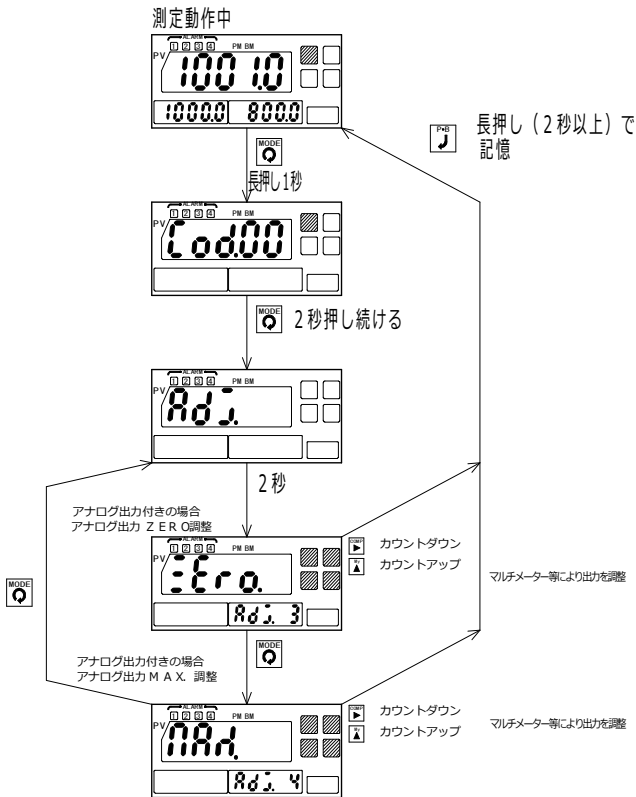 測定動作中
ALARM
1 2 3 4 PM BM
PV
1001.0
1000.0 800.0
P•B
長押し(2秒以上)で
記憶
MODE
長押し1秒
ALARM
1 2 3 4 PM BM
PV
Cod.00
MODE
2秒押し続ける
ALARM
1 2 3 4 PM BM
PV
Adj.
2秒
アナログ出力付きの場合
アナログ出力 ZERO調整
ALARM
1 2 3 4 PM BM
PV
ZEro.
Adj. 3
COMP
カウントダウン
カウントアップ
マルチメーター等により出力を調整
MODE
MODE
アナログ出力付きの場合
アナログ出力MAX. 調整
ALARM
1 2 3 4 PM BM
PV
MAX.
Adj. 4
COMP
カウントダウン
カウントアップ
マルチメーター等により出力を調整